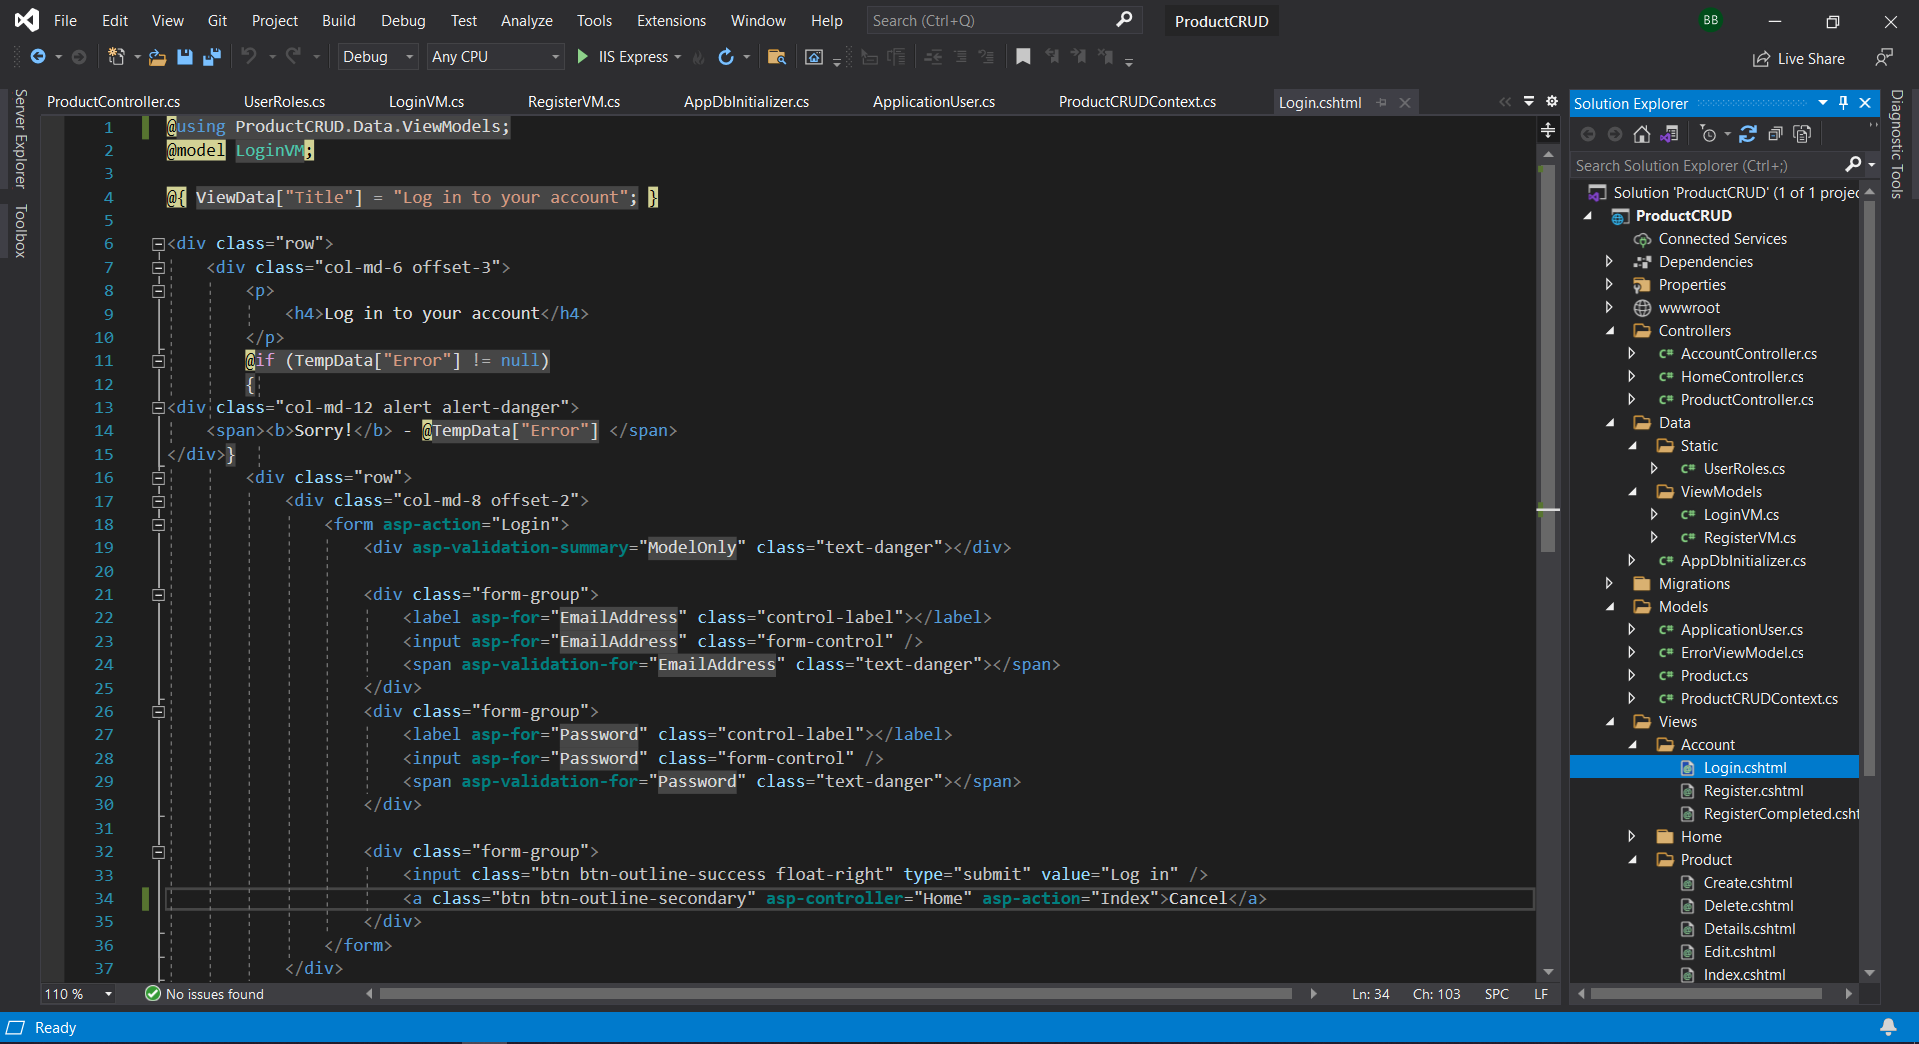 File Edit View Git Project Build Debug Test Analyze Tools Extensions Window Help Search (Ctrl+Q) ProductCRUD BB
Debug Any CPU IIS Express Live Share
Server Explorer
Toolbox
ProductController.cs UserRoles.cs LoginVM.cs RegisterVM.cs AppDbInitializer.cs ApplicationUser.cs ProductCRUDContext.cs Login.cshtml
1 @using ProductCRUD.Data.ViewModels;
2 @model LoginVM;
3
4 @{ ViewData["Title"] = "Log in to your account"; }
5
6 <div class="row">
7 <div class="col-md-6 offset-3">
8 <p>
9 <h4>Log in to your account</h4>
10 </p>
11 @if (TempData["Error"] != null)
12 {
13 <div class="col-md-12 alert alert-danger">
14 <span><b>Sorry!</b> - @TempData["Error"] </span>
15 </div>}
16 <div class="row">
17 <div class="col-md-8 offset-2">
18 <form asp-action="Login">
19 <div asp-validation-summary="ModelOnly" class="text-danger"></div>
20
21 <div class="form-group">
22 <label asp-for="EmailAddress" class="control-label"></label>
23 <input asp-for="EmailAddress" class="form-control" />
24 <span asp-validation-for="EmailAddress" class="text-danger"></span>
25 </div>
26 <div class="form-group">
27 <label asp-for="Password" class="control-label"></label>
28 <input asp-for="Password" class="form-control" />
29 <span asp-validation-for="Password" class="text-danger"></span>
30 </div>
31
32 <div class="form-group">
33 <input class="btn btn-outline-success float-right" type="submit" value="Log in" />
34 <a class="btn btn-outline-secondary" asp-controller="Home" asp-action="Index">Cancel</a>
35 </div>
36 </form>
37 </div>
110 % No issues found Ln: 34 Ch: 103 SPC LF
Solution Explorer
Search Solution Explorer (Ctrl+;)
Solution 'ProductCRUD' (1 of 1 projec
ProductCRUD
Connected Services
Dependencies
Properties
wwwroot
Controllers
AccountController.cs
HomeController.cs
ProductController.cs
Data
Static
UserRoles.cs
ViewModels
LoginVM.cs
RegisterVM.cs
AppDbInitializer.cs
Migrations
Models
ApplicationUser.cs
ErrorViewModel.cs
Product.cs
ProductCRUDContext.cs
Views
Account
Login.cshtml
Register.cshtml
RegisterCompleted.csht
Home
Product
Create.cshtml
Delete.cshtml
Details.cshtml
Edit.cshtml
Index.cshtml
Diagnostic Tools
Ready